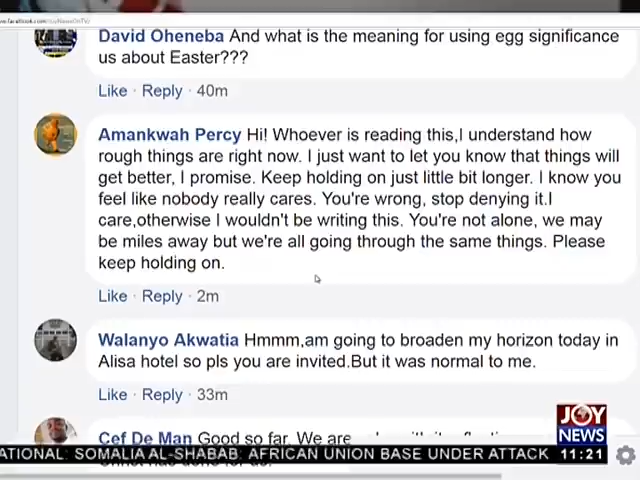 David Oheneba And what is the meaning for using egg significance
us about Easter???
Like · Reply · 40m
Amankwah Percy Hi! Whoever is reading this,I understand how
rough things are right now. I just want to let you know that things will
get better, I promise. Keep holding on just little bit longer. I know you
feel like nobody really cares. You're wrong, stop denying it.I
care,otherwise I wouldn't be writing this. You're not alone, we may
be miles away but we're all going through the same things. Please
keep holding on.
Like · Reply · 2m
Walanyo Akwatia Hmmm,am going to broaden my horizon today in
Alisa hotel so pls you are invited.But it was normal to me.
Like · Reply · 33m
Cef De Man Good so far. We are
JOY
NEWS
ATIONAL: SOMALIA AL-SHABAB: AFRICAN UNION BASE UNDER ATTACK
11:21